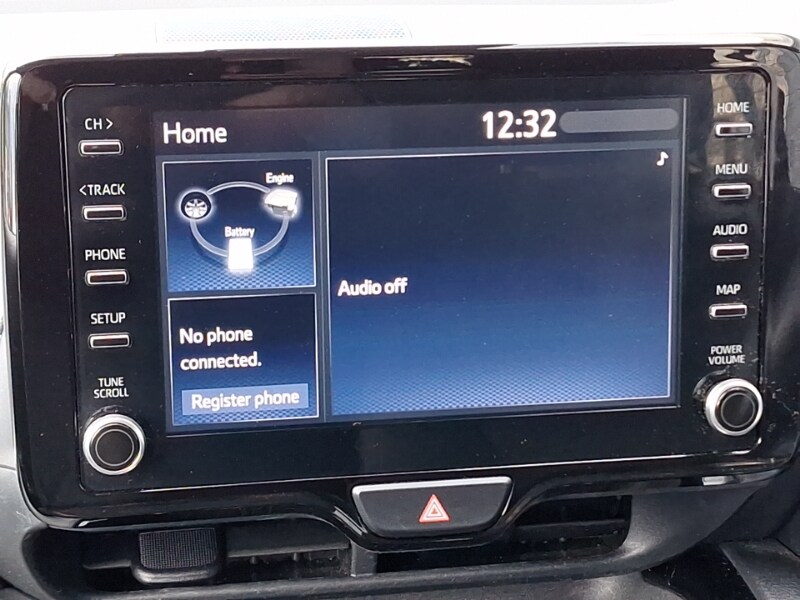 CH >
<TRACK
PHONE
SETUP
TUNE
SCROLL
Home
12:32
Engine
Battery
No phone
connected.
Register phone
Audio off
HOME
MENU
AUDIO
MAP
POWER
VOLUME